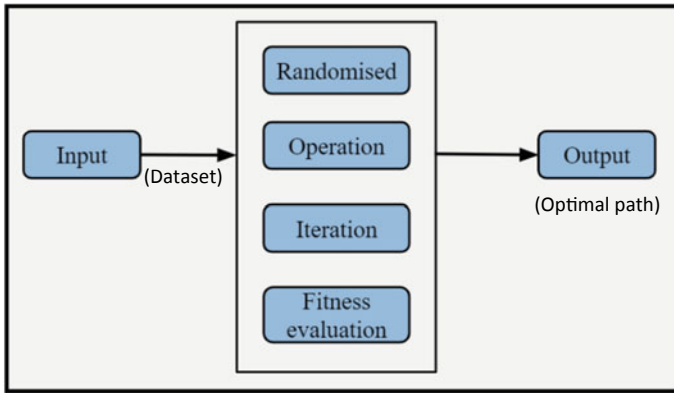 Randomised
Input
(Dataset)
Operation
Iteration
Fitness
evaluation
Output
(Optimal path)